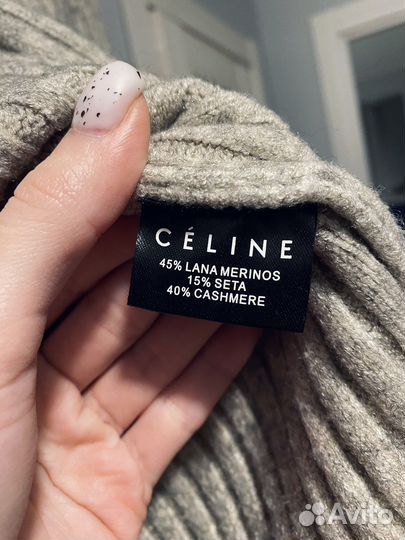 CÉLINE
45% LANA MERINOS
15% SETA
40% CASHMERE
Avito